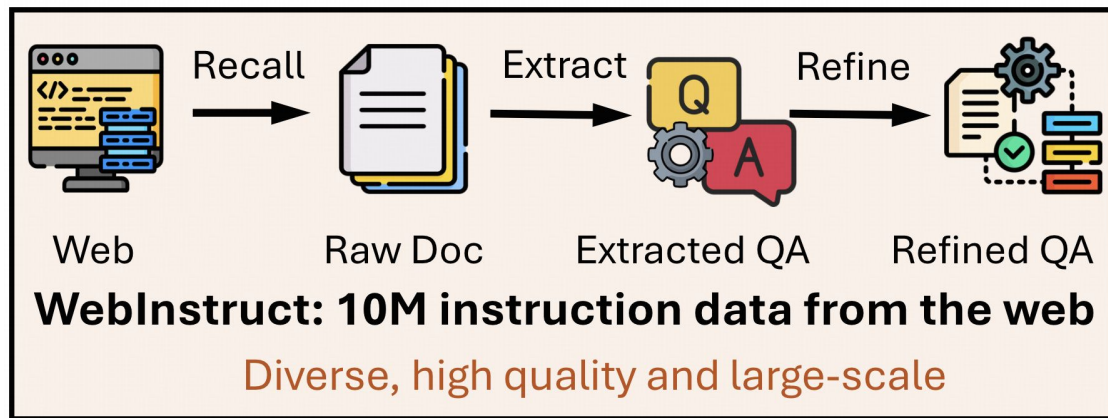 Recall
Extract
Refine
</>
Q
A
Web
Raw Doc
Extracted QA
Refined QA
WebInstruct: 10M instruction data from the web
Diverse, high quality and large-scale